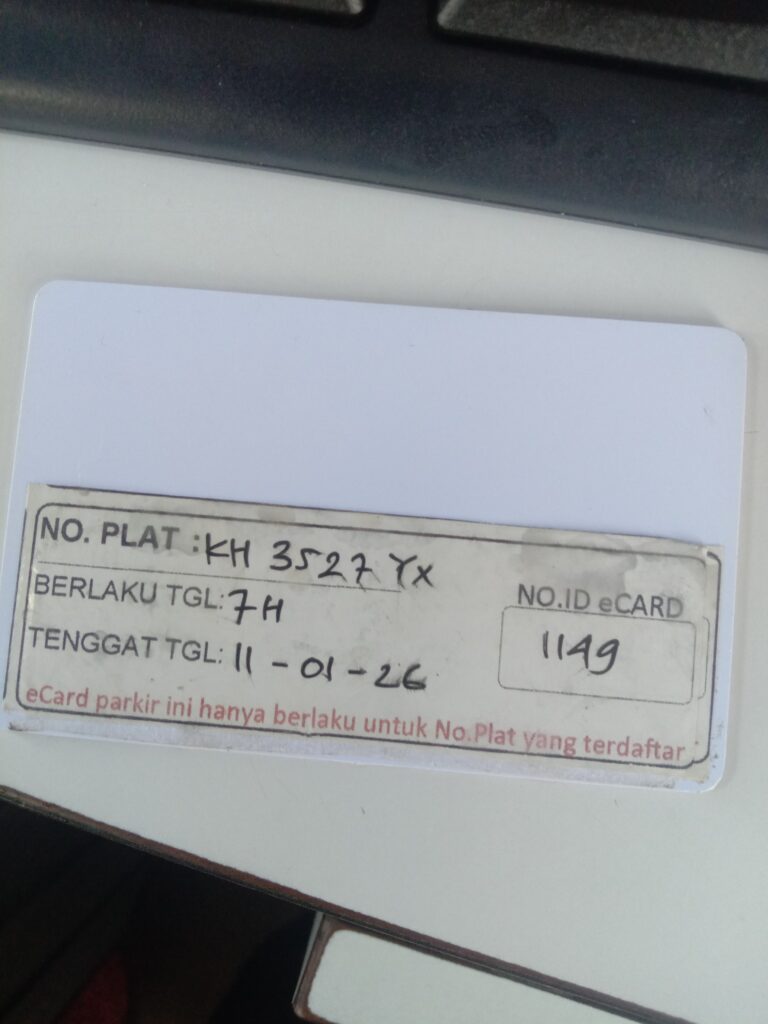 NO. PLAT : KH 3527 YX
BERLAKU TGL: 7H
NO.ID eCARD
1149
TENGGAT TGL: 11 - 01 - 26
eCard parkir ini hanya berlaku untuk No.Plat yang terdaftar